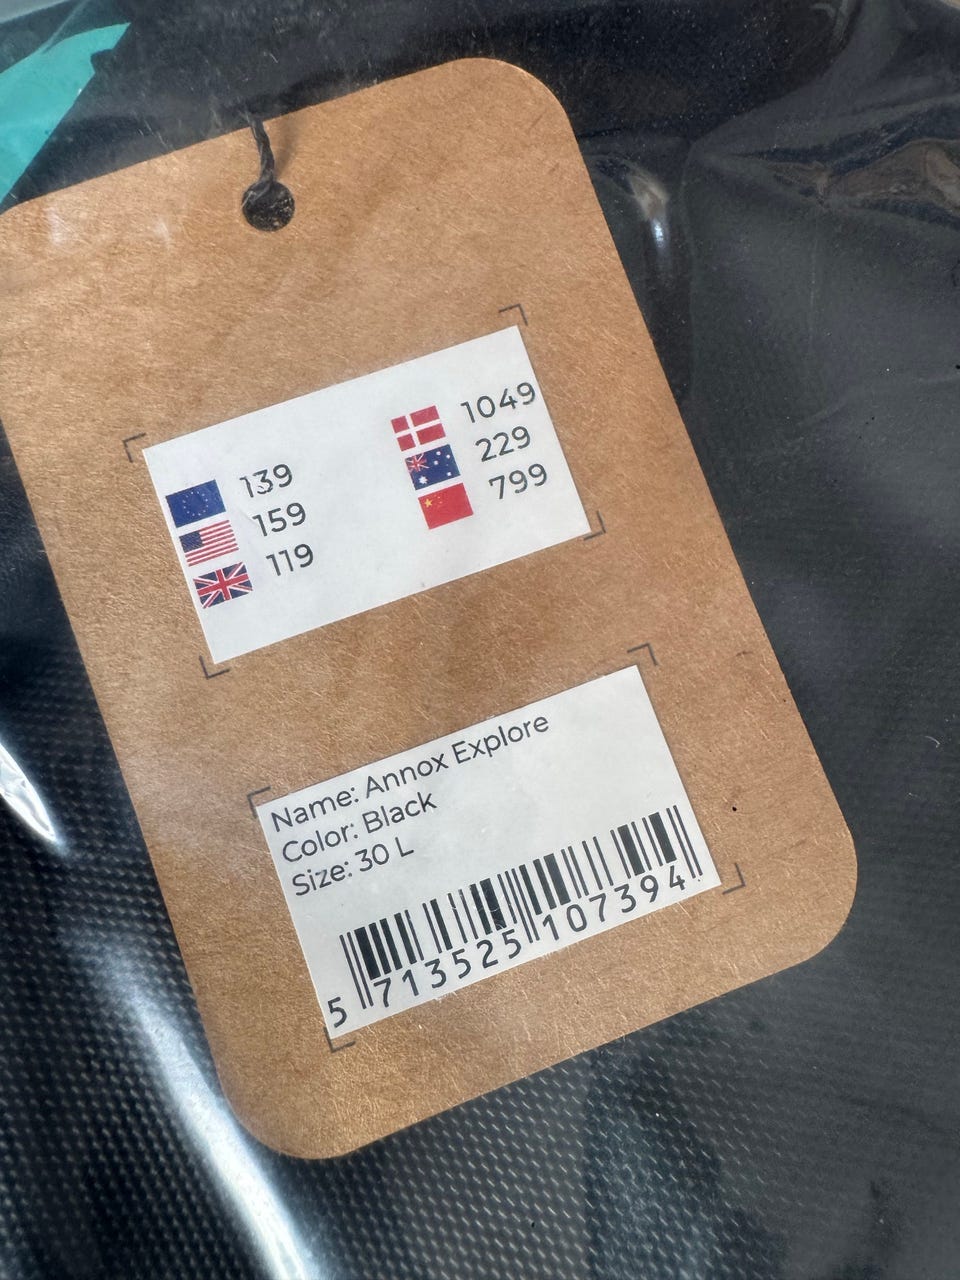 139
159
119
1049
229
799
Name: Annox Explore
Color: Black
Size: 30 L
5 713525 107394